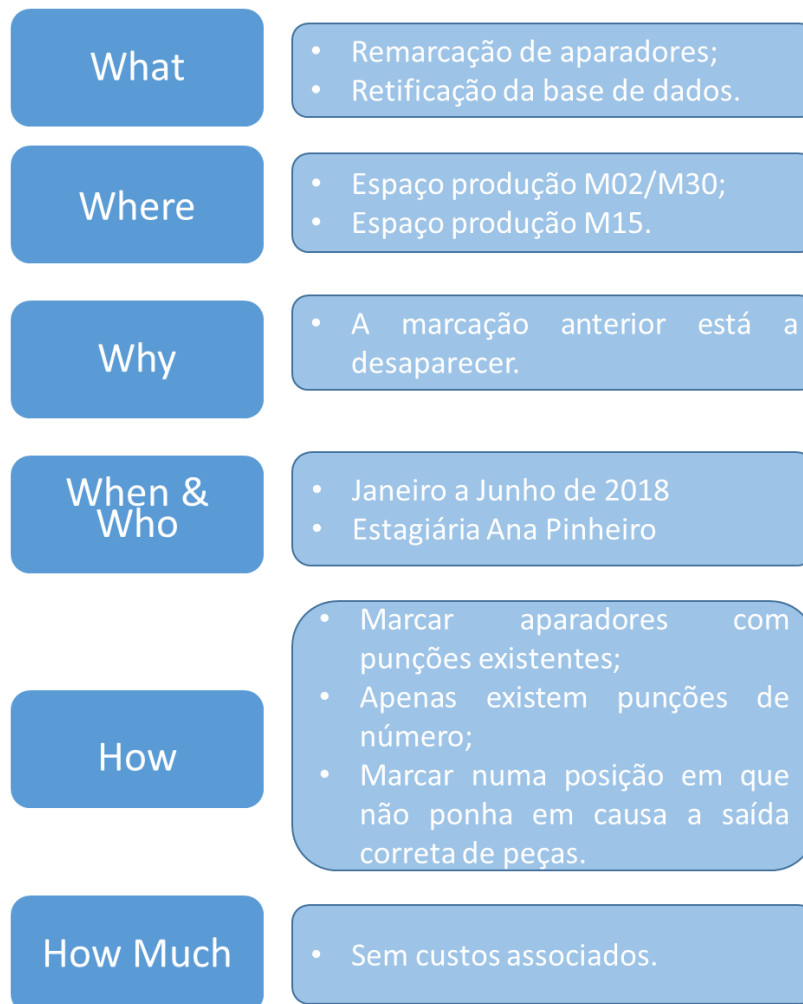 What
• Remarcação de aparadores;
• Retificação da base de dados.
Where
• Espaço produção M02/M30;
• Espaço produção M15.
Why
• A marcação anterior está a
desaparecer.
When &
Who
• Janeiro a Junho de 2018
• Estagiária Ana Pinheiro
How
• Marcar aparadores com
punções existentes;
• Apenas existem punções de
número;
• Marcar numa posição em que
não ponha em causa a saída
correta de peças.
How Much
• Sem custos associados.